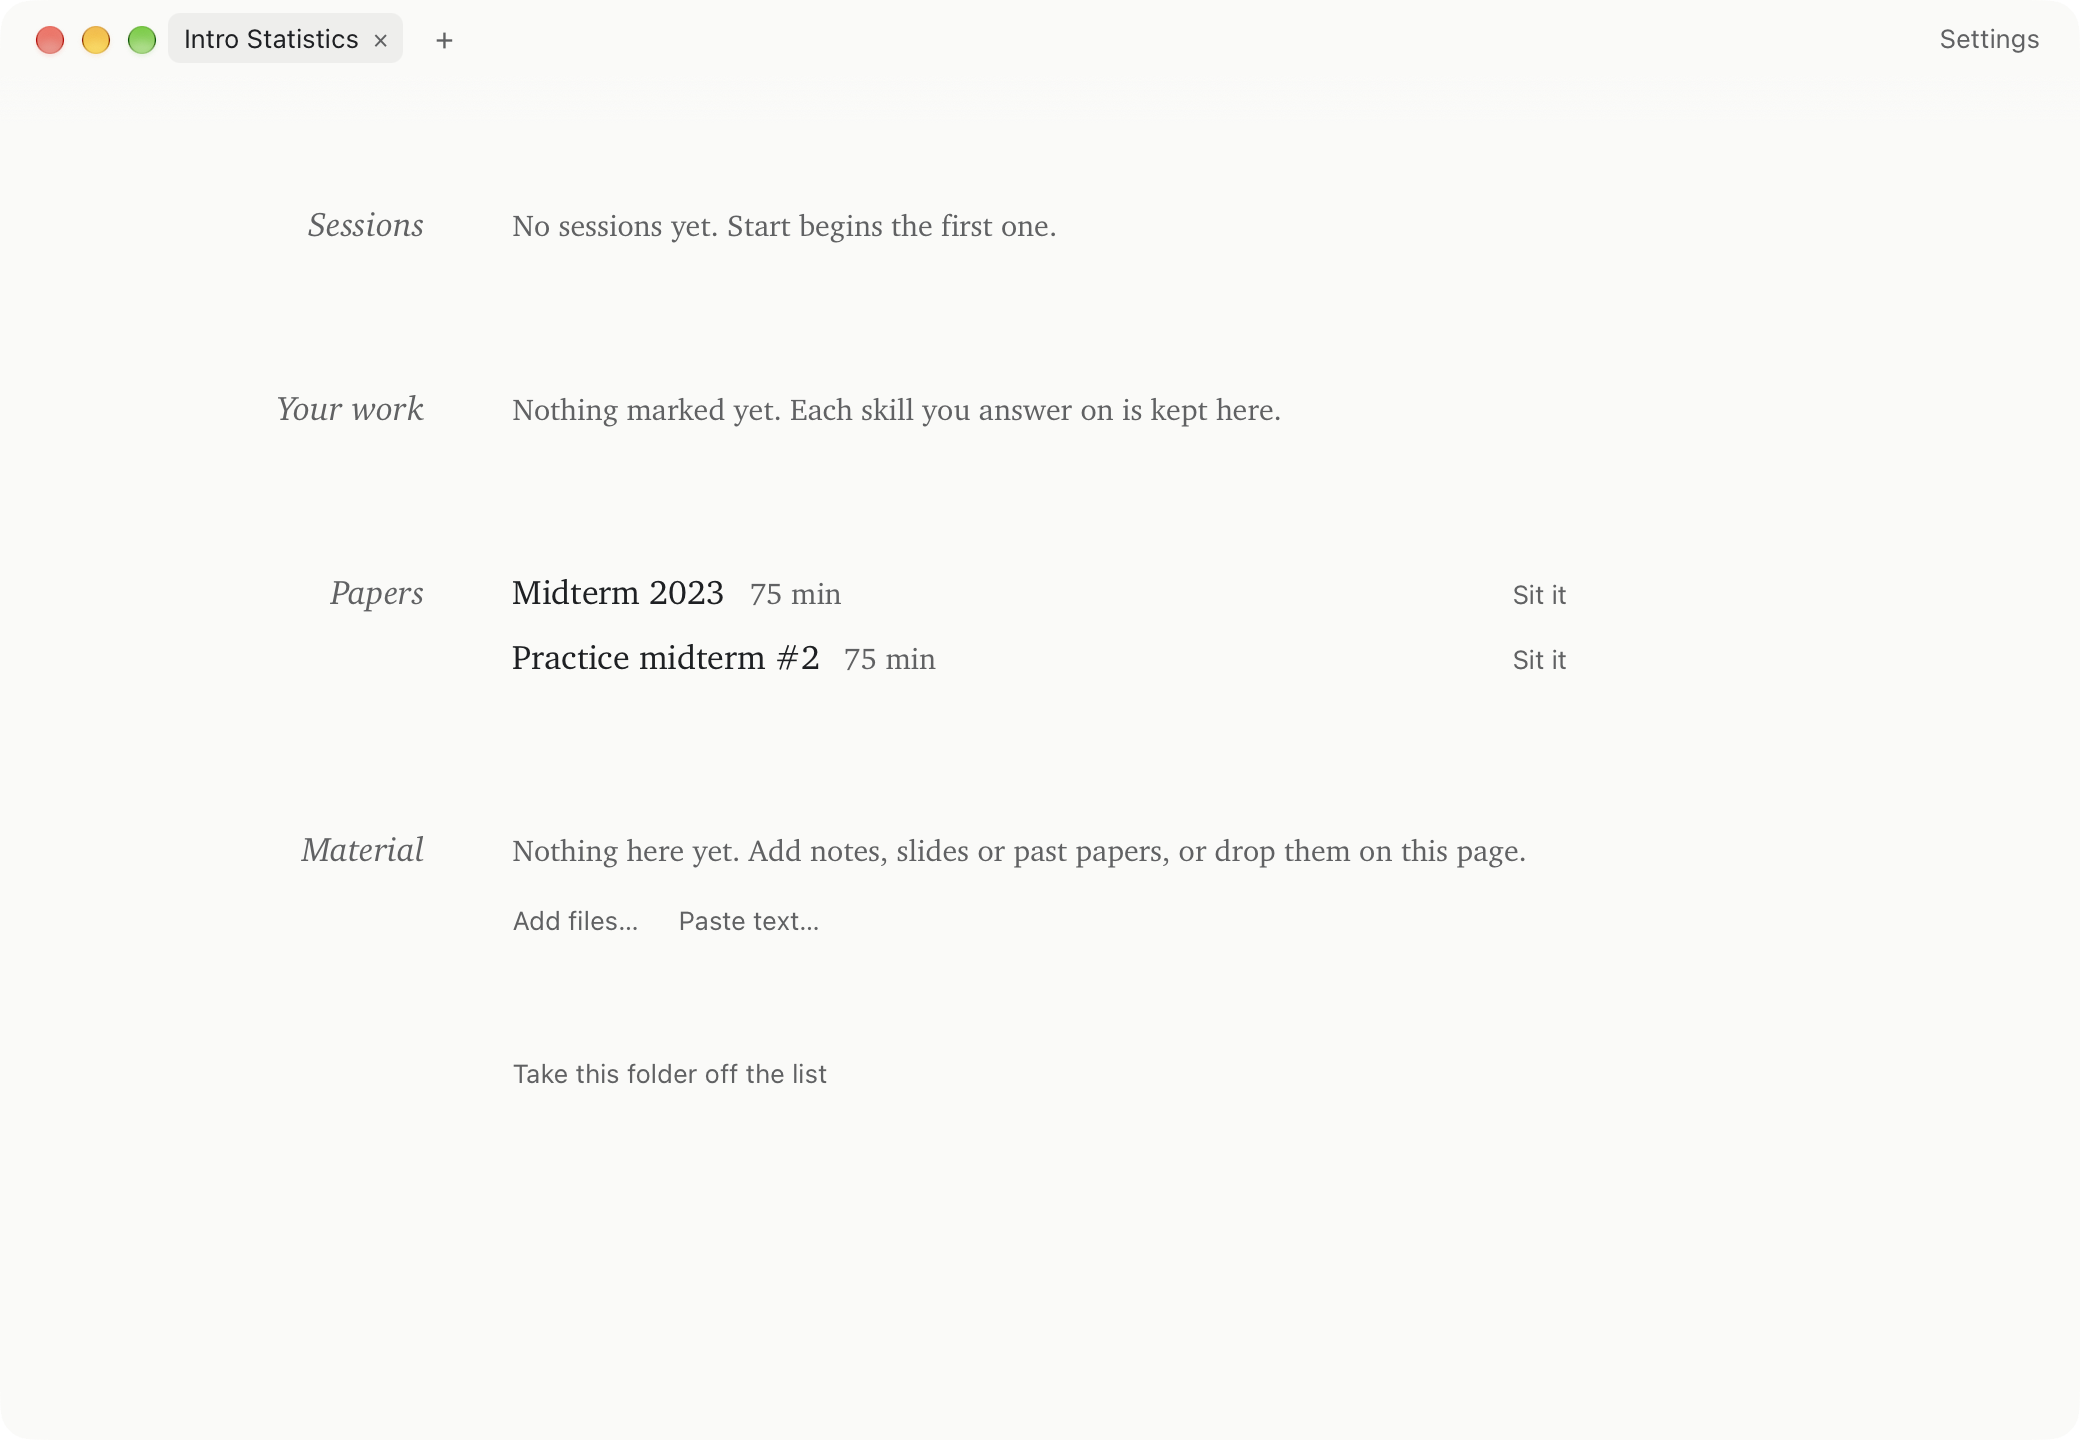 Intro Statistics × +
Settings
Sessions
No sessions yet. Start begins the first one.
Your work
Nothing marked yet. Each skill you answer on is kept here.
Papers
Midterm 2023 75 min
Sit it
Practice midterm #2 75 min
Sit it
Material
Nothing here yet. Add notes, slides or past papers, or drop them on this page.
Add files... Paste text...
Take this folder off the list